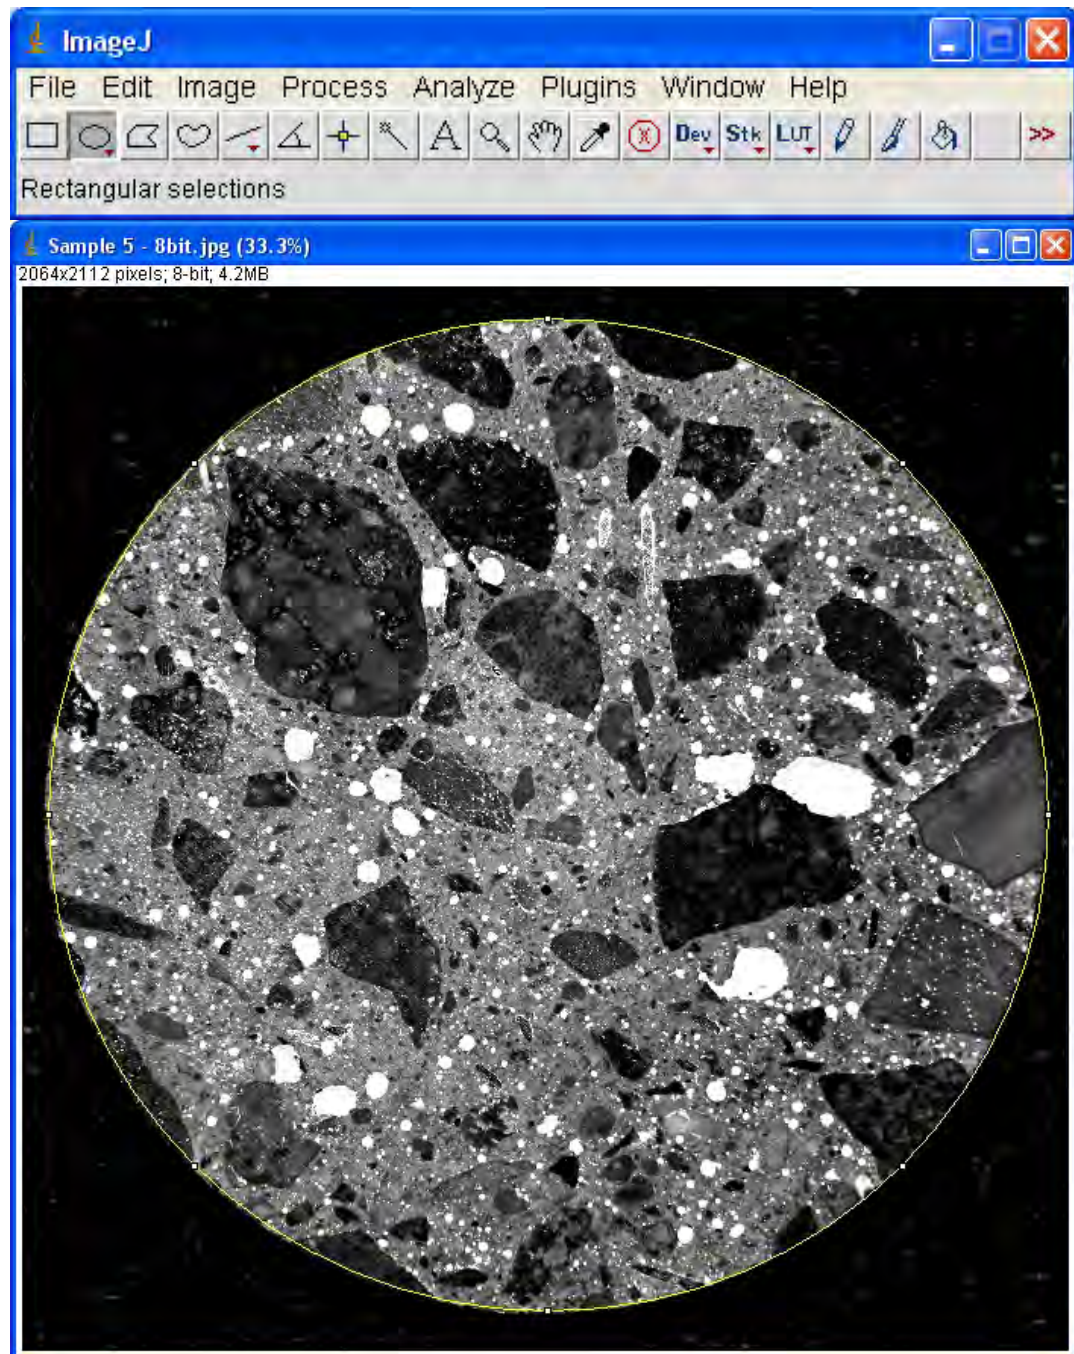 ImageJ
File Edit Image Process Analyze Plugins Window Help
A Dev Stk LUT >>
Rectangular selections
Sample 5 - 8bit.jpg (33.3%)
2064x2112 pixels; 8-bit; 4.2MB